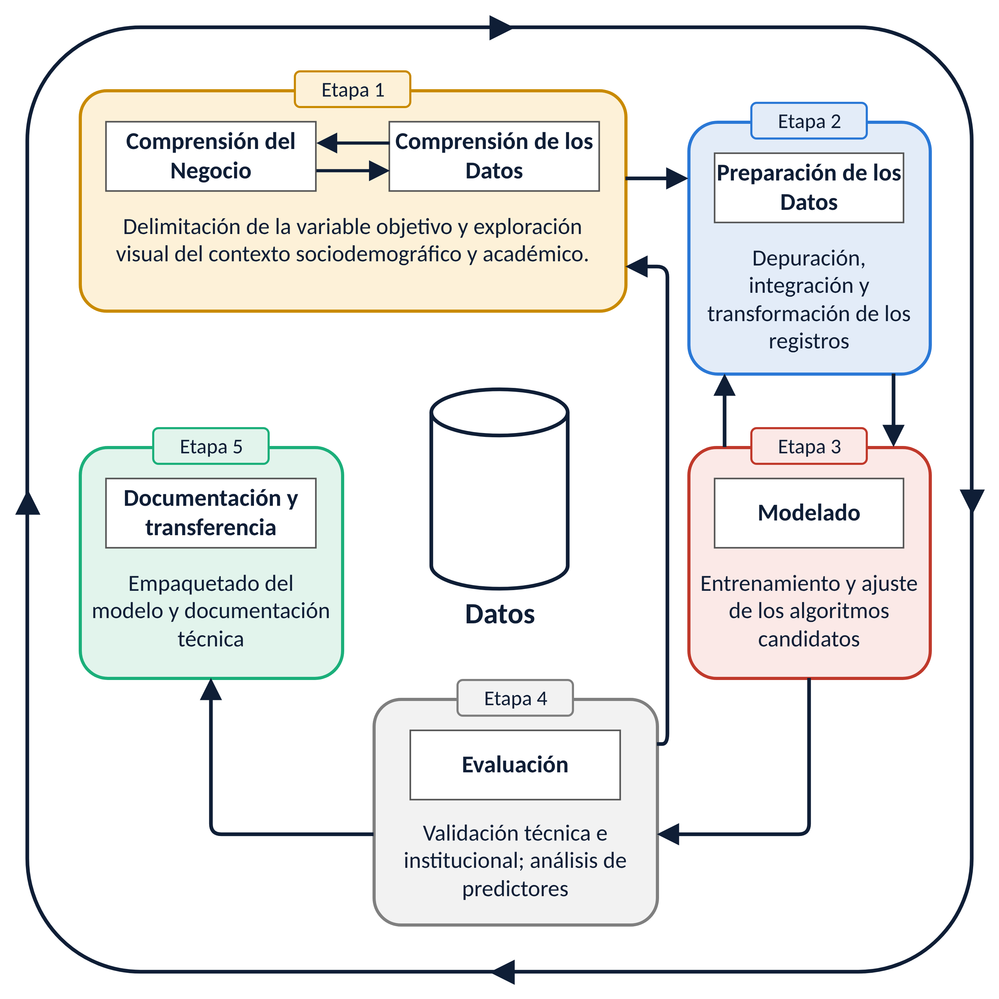 Etapa 1
Comprensión del
Negocio
Comprensión de los
Datos
Delimitación de la variable objetivo y exploración
visual del contexto sociodemográfico y académico.
Etapa 2
Preparación de los
Datos
Depuración,
integración y
transformación de los
registros
Etapa 3
Modelado
Entrenamiento y ajuste
de los algoritmos
candidatos
Datos
Etapa 4
Evaluación
Validación técnica e
institucional; análisis de
predictores
Etapa 5
Documentación y
transferencia
Empaquetado del
modelo y documentación
técnica